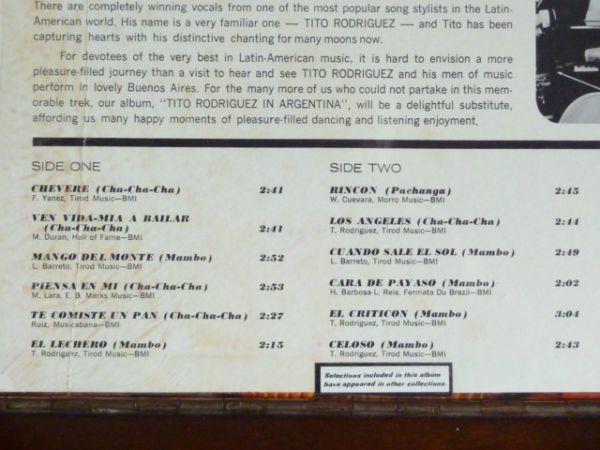 There are completely winning vocals from one of the most popular song stylists in the Latin-
American world. His name is a very familiar one — TITO RODRIGUEZ — and Tito has been
capturing hearts with his distinctive chanting for many moons now.
For devotees of the very best in Latin-American music, it is hard to envision a more
pleasure-filled journey than a visit to hear and see TITO RODRIGUEZ and his men of music
perform in lovely Buenos Aires. For the many more of us who could not partake in this mem-
orable trek, our album, "TITO RODRIGUEZ IN ARGENTINA", will be a delightful substitute,
affording us many happy moments of pleasure-filled dancing and listening enjoyment.
SIDE ONE
CHEVERE (Cha-Cha-Cha) 2:41
F. Yanez, Tirod Music—BMI
VEN VIDA-MIA A BAILAR
(Cha-Cha-Cha) 2:41
M. Duran, Hall of Fame—BMI
MANGO DEL MONTE (Mambo) 2:52
L. Barreto, Tirod Music—BMI
PIENSA EN MI (Cha-Cha-Cha) 2:53
M. Lara, E. B. Marks Music—BMI
TE COMISTE UN PAN (Cha-Cha-Cha) 2:27
Ruiz, Musicabana—BMI
EL LECHERO (Mambo) 2:15
T. Rodriguez, Tirod Music—BMI
SIDE TWO
RINCON (Pachanga) 2:45
W. Guevara, Morro Music—BMI
LOS ANGELES (Cha-Cha-Cha) 2:44
T. Rodriguez, Tirod Music—BMI
CUANDO SALE EL SOL (Mambo) 2:49
L. Barreto, Tirod Music—BMI
CARA DE PAYASO (Mambo) 2:02
H. Barbosa-L. Reis, Fermata Du Brazil—BMI
EL CRITICON (Mambo) 3:04
T. Rodriguez, Tirod Music—BMI
CELOSO (Mambo) 2:43
T. Rodriguez, Tirod Music—BMI
Selections included in this album
have appeared in other collections.